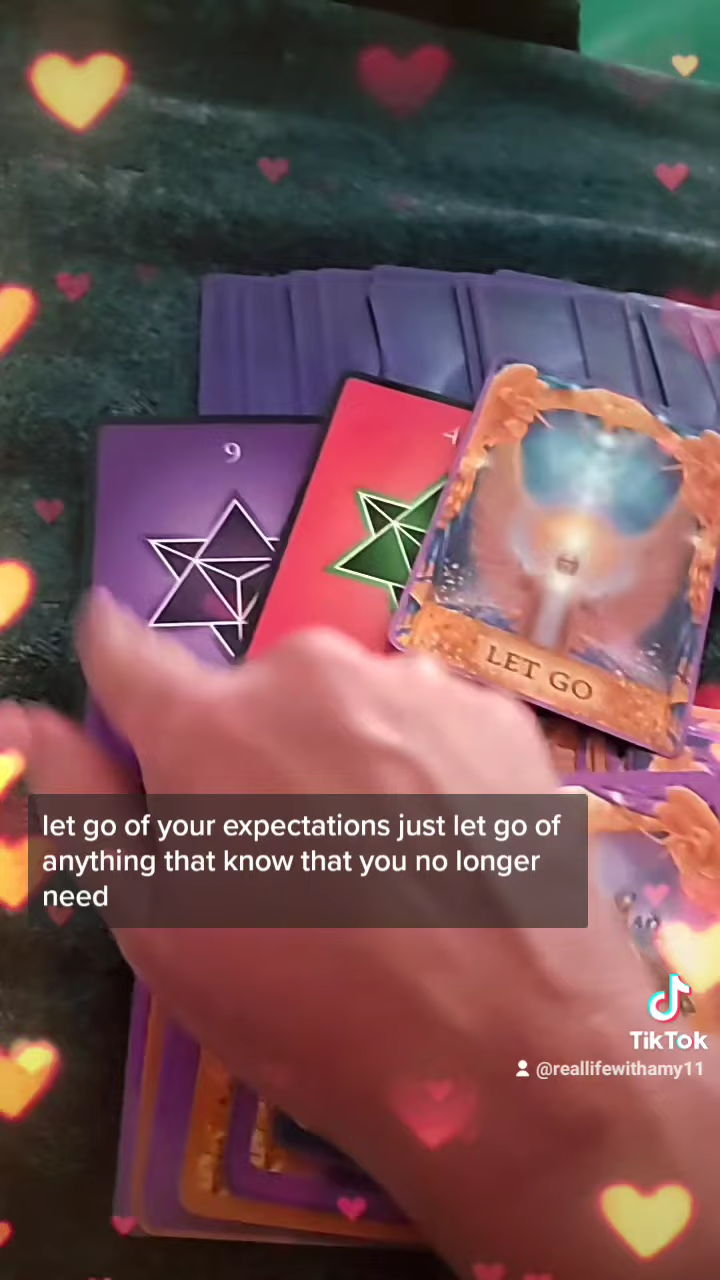 9
4
LET GO
let go of your expectations just let go of
anything that know that you no longer
need
TikTok
@reallifewithamy11